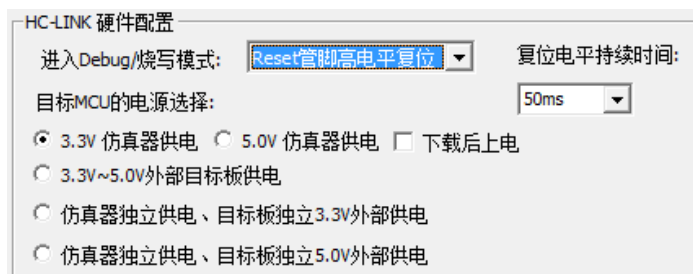 HC-LINK 硬件配置
进入Debug/烧写模式: Reset管脚高电平复位 复位电平持续时间:
目标MCU的电源选择: 50ms
3.3V 仿真器供电 5.0V 仿真器供电 下载后上电
3.3V~5.0V外部目标板供电
仿真器独立供电、目标板独立3.3V外部供电
仿真器独立供电、目标板独立5.0V外部供电